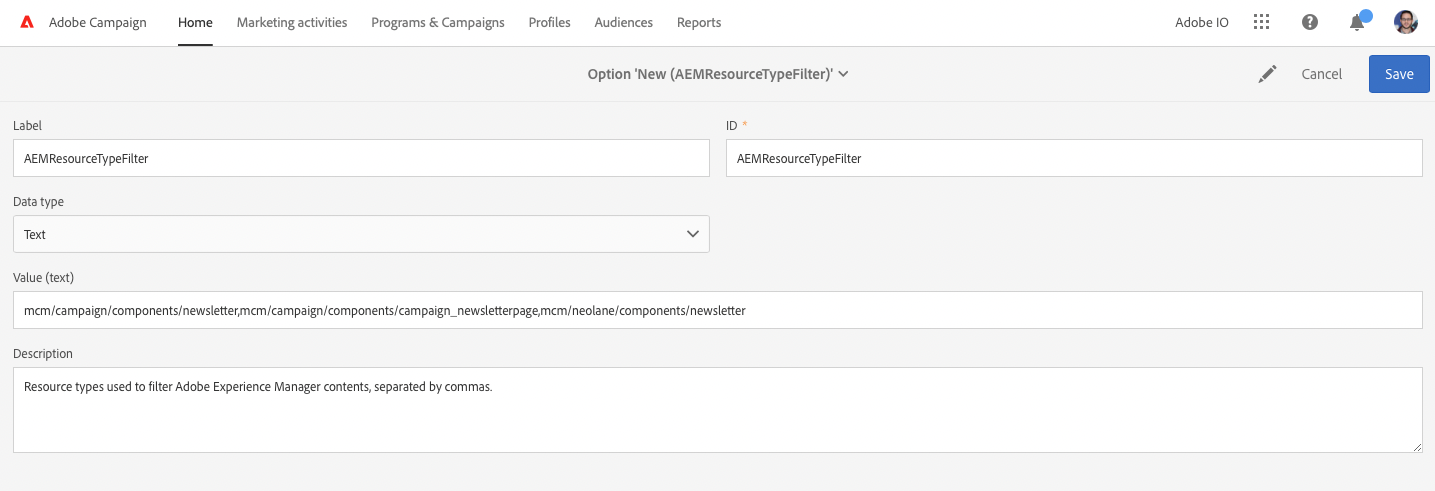 Adobe Campaign Home Marketing activities Programs & Campaigns Profiles Audiences Reports Adobe IO
Option 'New (AEMResourceTypeFilter)' Cancel Save
Label ID *
AEMResourceTypeFilter AEMResourceTypeFilter
Data type
Text
Value (text)
mcm/campaign/components/newsletter,mcm/campaign/components/campaign_newsletterpage,mcm/neolane/components/newsletter
Description
Resource types used to filter Adobe Experience Manager contents, separated by commas.